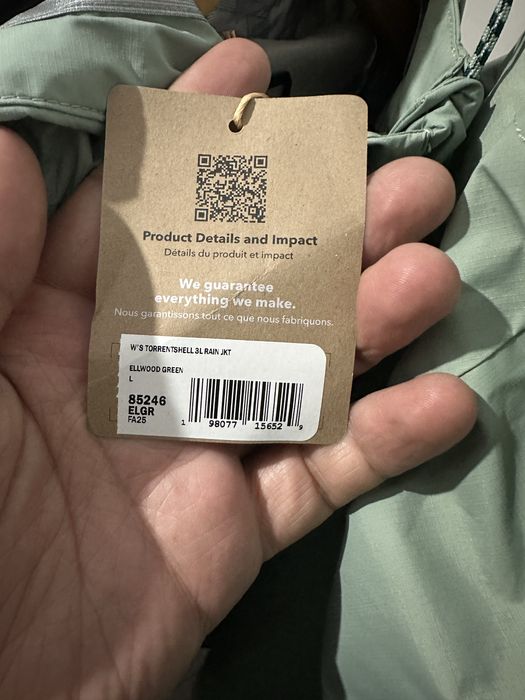 Product Details and Impact
Détails du produit et impact
We guarantee
everything we make.
Nous garantissons tout ce que nous fabriquons.
W'S TORRENTSHELL 3L RAIN JKT
ELLWOOD GREEN
L
85246
ELGR
FA25
1 98077 15652 9